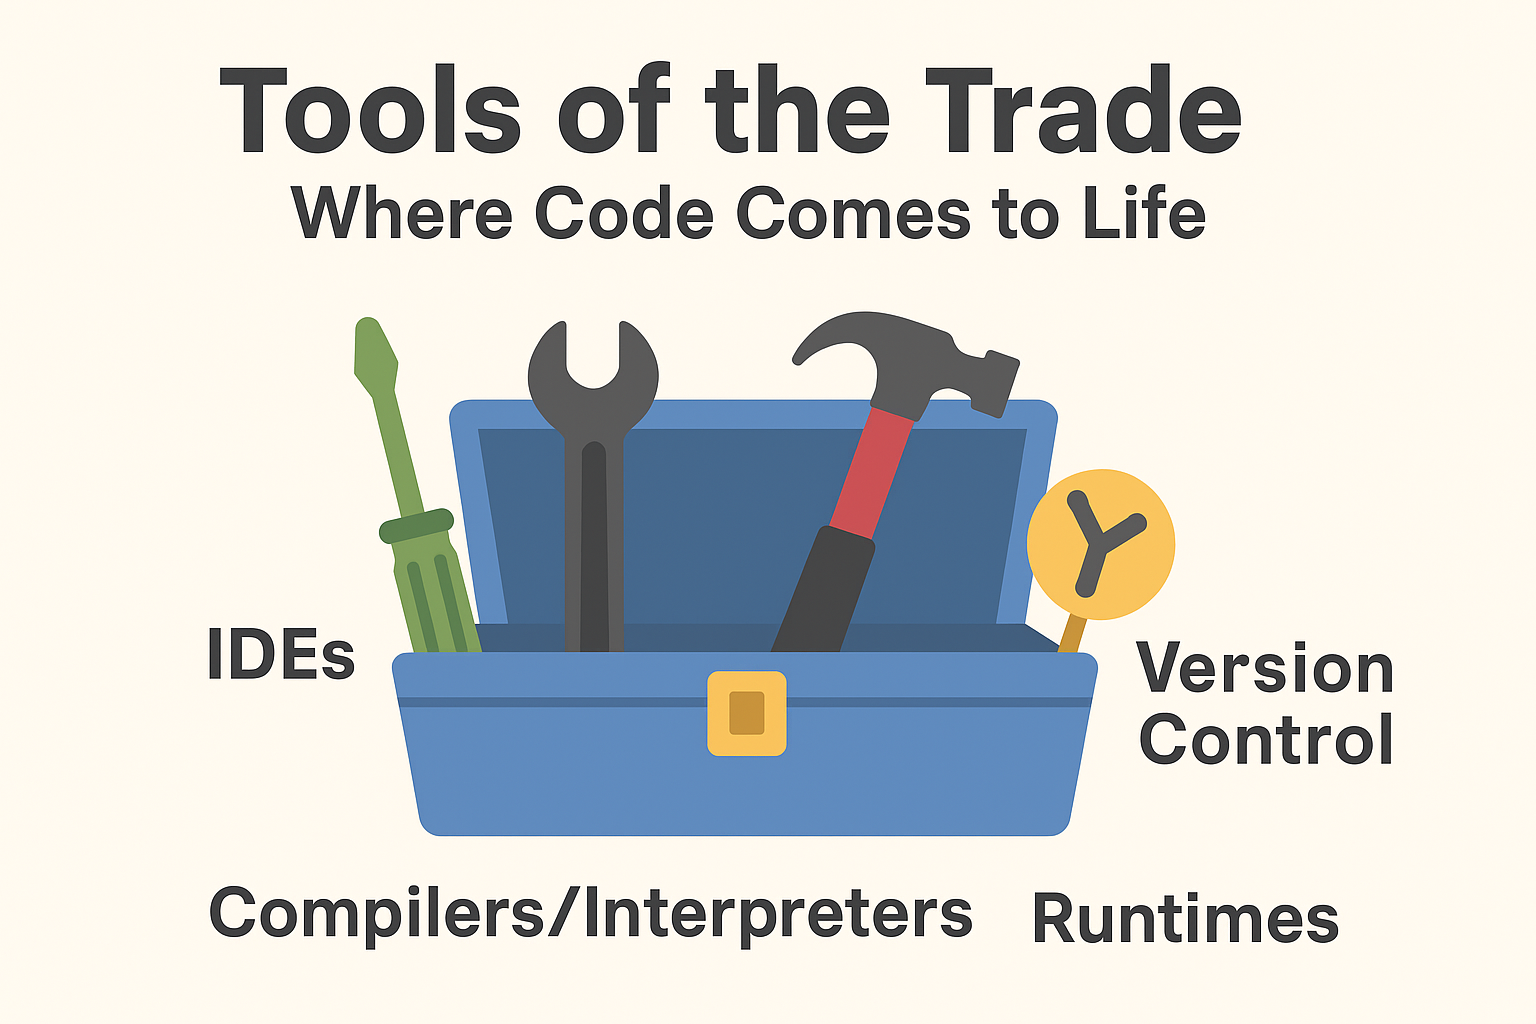 Tools of the Trade
Where Code Comes to Life
IDEs
Version
Control
Compilers/Interpreters
Runtimes